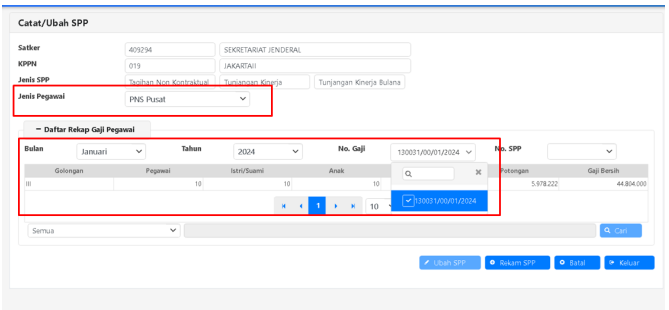 Catat/Ubah SPP
Satker 409294 SEKRETARIAT JENDERAL
KPPN 019 JAKARTAII
Jenis SPP Tagihan Non Kontraktual Tunjangan Kinerja Tunjangan Kinerja Bulana
Jenis Pegawai PNS Pusat
Daftar Rekap Gaji Pegawai
Bulan Januari Tahun 2024 No. Gaji 130031/00/01/2024 No. SPP
Golongan Pegawai Istri/Suami Anak Potongan Gaji Bersih
III 10 10 10 5.978.222 44.804.000
130031/00/01/2024
1 10
Semua Cari
Ubah SPP Rekam SPP Batal Keluar